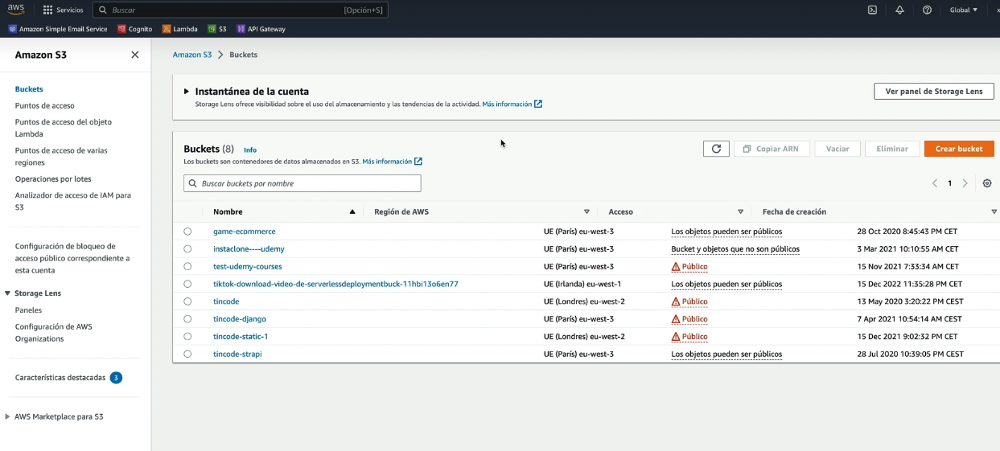 aws
Servicios
Buscar
[Opción+S]
Global ▼
Amazon Simple Email Service
Cognito
Lambda
S3
API Gateway
Amazon S3
Buckets
Puntos de acceso
Puntos de acceso del objeto
Lambda
Puntos de acceso de varias
regiones
Operaciones por lotes
Analizador de acceso de IAM para
S3
Configuración de bloqueo de
acceso público correspondiente a
esta cuenta
Storage Lens
Paneles
Configuración de AWS
Organizations
Características destacadas 3
AWS Marketplace para S3
Amazon S3 > Buckets
Instantánea de la cuenta
Storage Lens ofrece visibilidad sobre el uso del almacenamiento y las tendencias de la actividad. Más información
Ver panel de Storage Lens
Buckets (8) Info
Los buckets son contenedores de datos almacenados en S3. Más información
Copiar ARN
Vaciar
Eliminar
Crear bucket
Buscar buckets por nombre
1
Nombre Región de AWS Acceso Fecha de creación
game-ecommerce UE (París) eu-west-3 Los objetos pueden ser públicos 28 Oct 2020 8:45:43 PM CET
instaclone----udemy UE (París) eu-west-3 Bucket y objetos que no son públicos 3 Mar 2021 10:10:55 AM CET
test-udemy-courses UE (París) eu-west-3 Público 15 Nov 2021 7:33:34 AM CET
tiktok-download-video-de-serverlessdeploymentbuck-11hbi13o6en77 UE (Irlanda) eu-west-1 Los objetos pueden ser públicos 15 Dec 2022 11:35:28 PM CET
tincode UE (Londres) eu-west-2 Público 13 May 2020 3:20:22 PM CEST
tincode-django UE (París) eu-west-3 Público 7 Apr 2021 10:54:14 AM CEST
tincode-static-1 UE (Londres) eu-west-2 Público 15 Dec 2021 9:02:32 PM CET
tincode-strapi UE (París) eu-west-3 Los objetos pueden ser públicos 28 Jul 2020 10:39:05 PM CEST